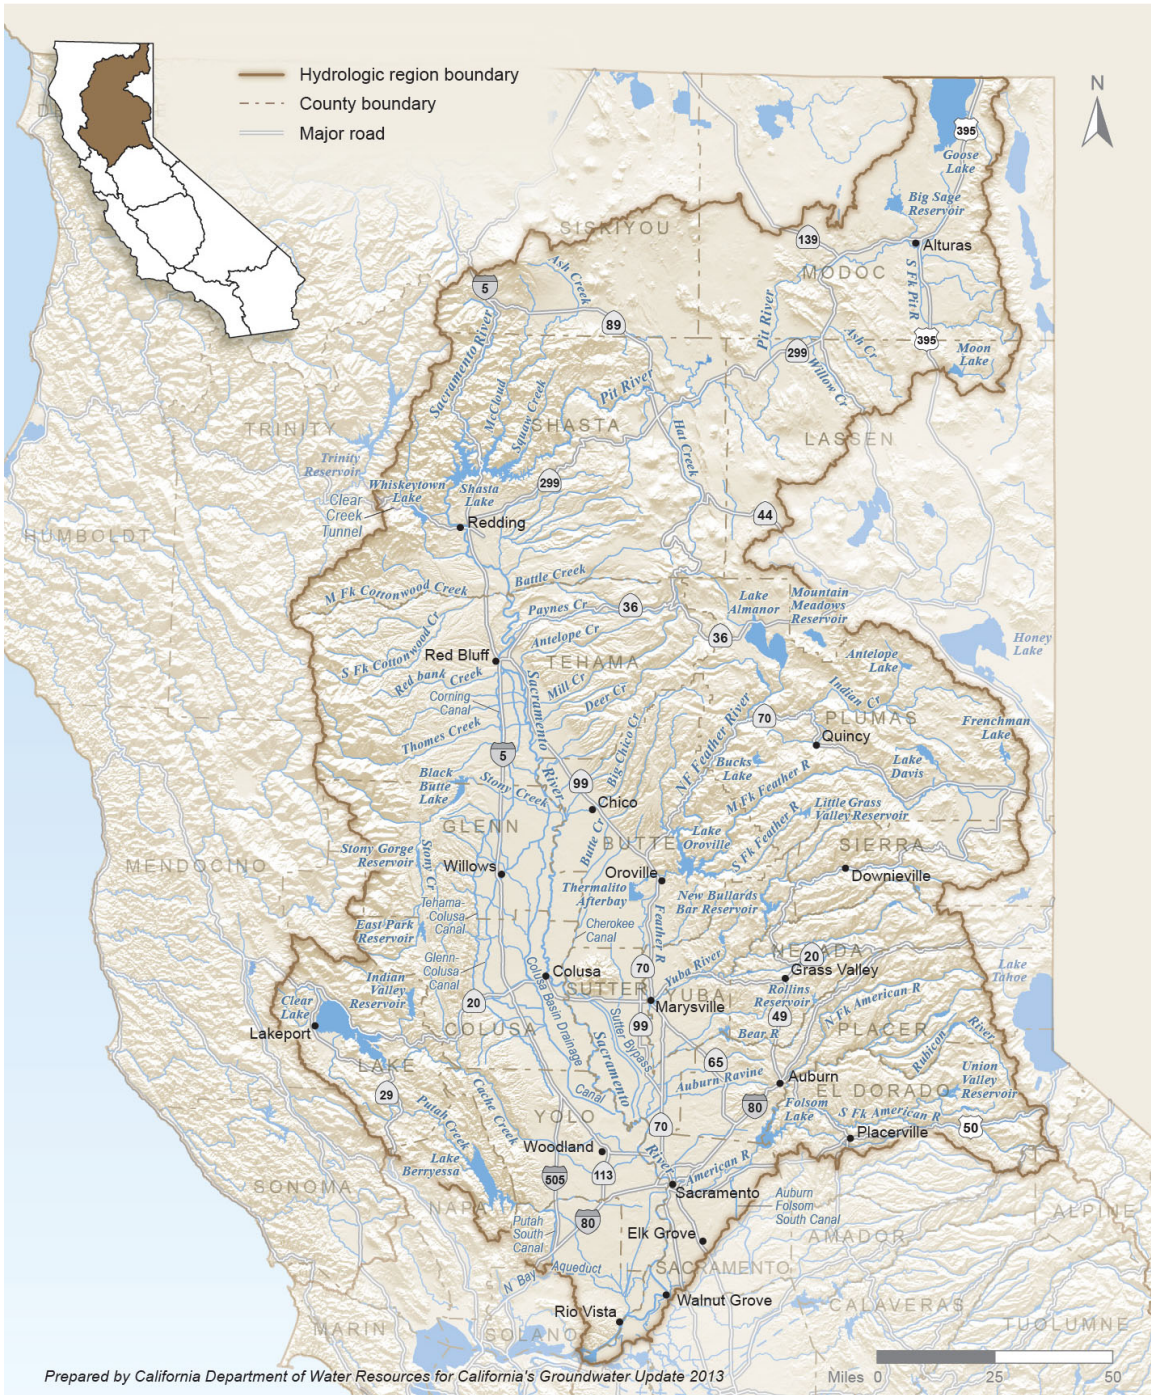 Hydrologic region boundary
County boundary
Major road
N
395
Goose
Lake
Big Sage
Reservoir
SISKIYOU
139
Alturas
MODOC
5
Ash Creek
S Fk Pit R
89
Pit River
395
Ash Cr
299
Moon
Lake
Willow Cr
Sacramento River
McCloud
Squaw Creek
Pit River
SHASTA
TRINITY
Hat Creek
LASSEN
Trinity
Reservoir
Whiskeytown
Lake
Shasta
Lake
299
Clear
Creek
Tunnel
44
Redding
HUMBOLDT
Battle Creek
M Fk Cottonwood Creek
Lake
Almanor
Mountain
Meadows
Reservoir
Paynes Cr
36
S Fk Cottonwood Cr
Antelope Cr
36
Honey
Lake
Red Bluff
TEHAMA
Antelope
Lake
Red bank Creek
Mill Cr
Deer Cr
Indian Cr
Corning
Canal
Sacramento
River
NF Feather River
70
PLUMAS
Frenchman
Lake
Thomes Creek
Big Chico Cr
Quincy
5
Bucks
Lake
Lake
Davis
Black
Butte
Lake
Stony Creek
99
M Fk Feather R
Chico
Little Grass
Valley Reservoir
GLENN
Butte Cr
BUTTE
Lake
Oroville
S Fk Feather R
SIERRA
MENDOCINO
Stony Gorge
Reservoir
Stony Cr
Willows
Oroville
Downieville
Thermalito
Afterbay
New Bullards
Bar Reservoir
Tehama-
Colusa
Canal
East Park
Reservoir
Cherokee
Canal
Feather R
NEVADA
Glenn-
Colusa
Canal
20
70
Yuba River
Grass Valley
Lake
Tahoe
Indian
Valley
Reservoir
Colusa
SUTTER
YUBA
Rollins
Reservoir
Clear
Lake
20
Marysville
N Fk American R
Lakeport
COLUSA
Colusa Basin Drainage
Canal
Sutter Bypass
99
49
Bear R
PLACER
Rubicon
River
LAKE
Sacramento
65
Auburn Ravine
Auburn
Union
Valley
Reservoir
29
EL DORADO
Putah Creek
Cache Creek
80
Folsom
Lake
S Fk American R
50
YOLO
70
Placerville
Woodland
River
American R
Lake
Berryessa
505
113
Sacramento
SONOMA
NAPA
Auburn
Folsom
South Canal
ALPINE
Putah
South
Canal
80
Elk Grove
AMADOR
N Bay Aqueduct
SACRAMENTO
Walnut Grove
Rio Vista
CALAVERAS
MARIN
SOLANO
TUOLUMNE
Prepared by California Department of Water Resources for California's Groundwater Update 2013
Miles 0 25 50